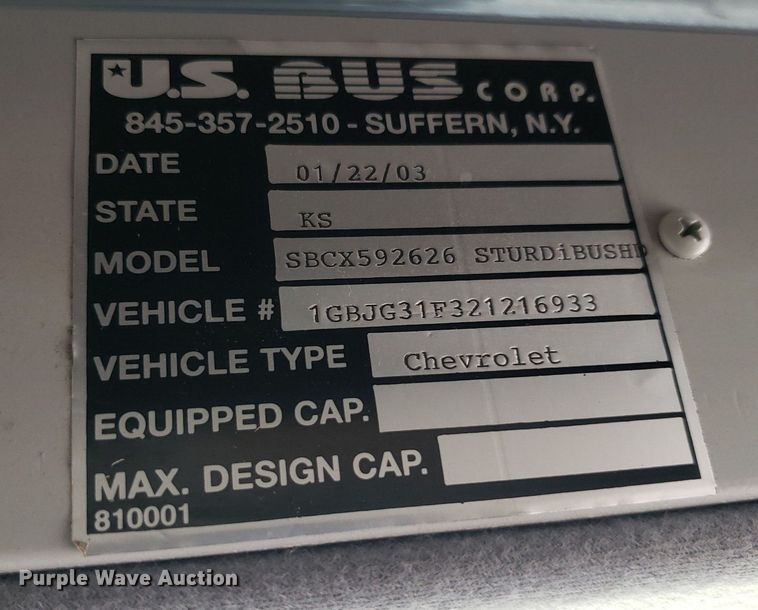 U.S. BUS CORP.
845-357-2510 - SUFFERN, N.Y.
DATE 01/22/03
STATE KS
MODEL SBCX592626 STURDiBUSHD
VEHICLE # 1GBJG31F321216933
VEHICLE TYPE Chevrolet
EQUIPPED CAP.
MAX. DESIGN CAP.
810001
Purple Wave Auction